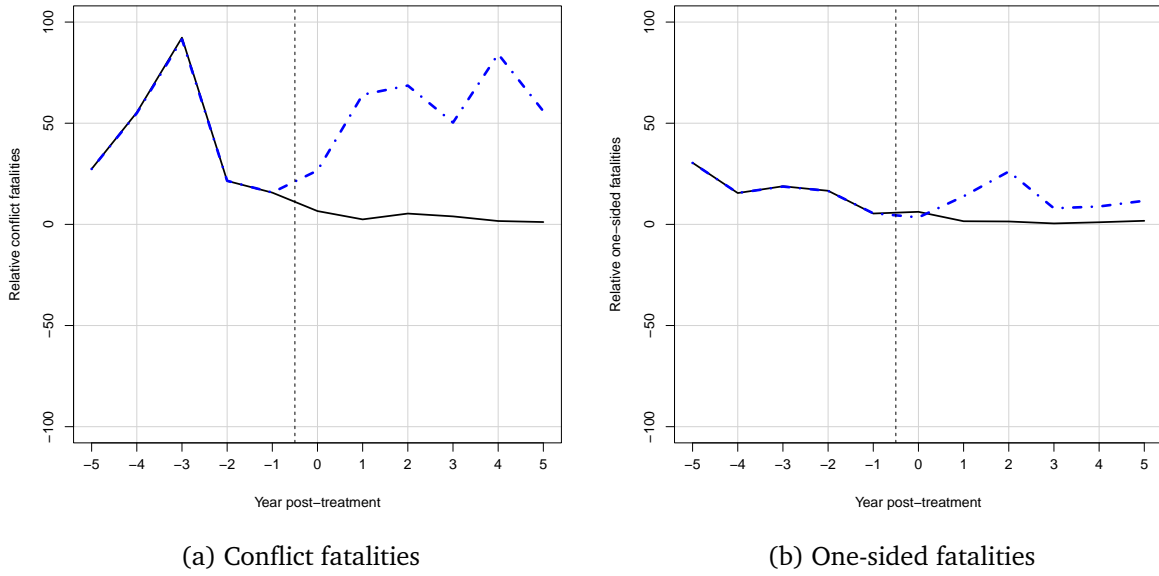 Relative conflict fatalities
100
50
0
−50
−100
−5 −4 −3 −2 −1 0 1 2 3 4 5
Year post−treatment
(a) Conflict fatalities
Relative one−sided fatalities
100
50
0
−50
−100
−5 −4 −3 −2 −1 0 1 2 3 4 5
Year post−treatment
(b) One-sided fatalities